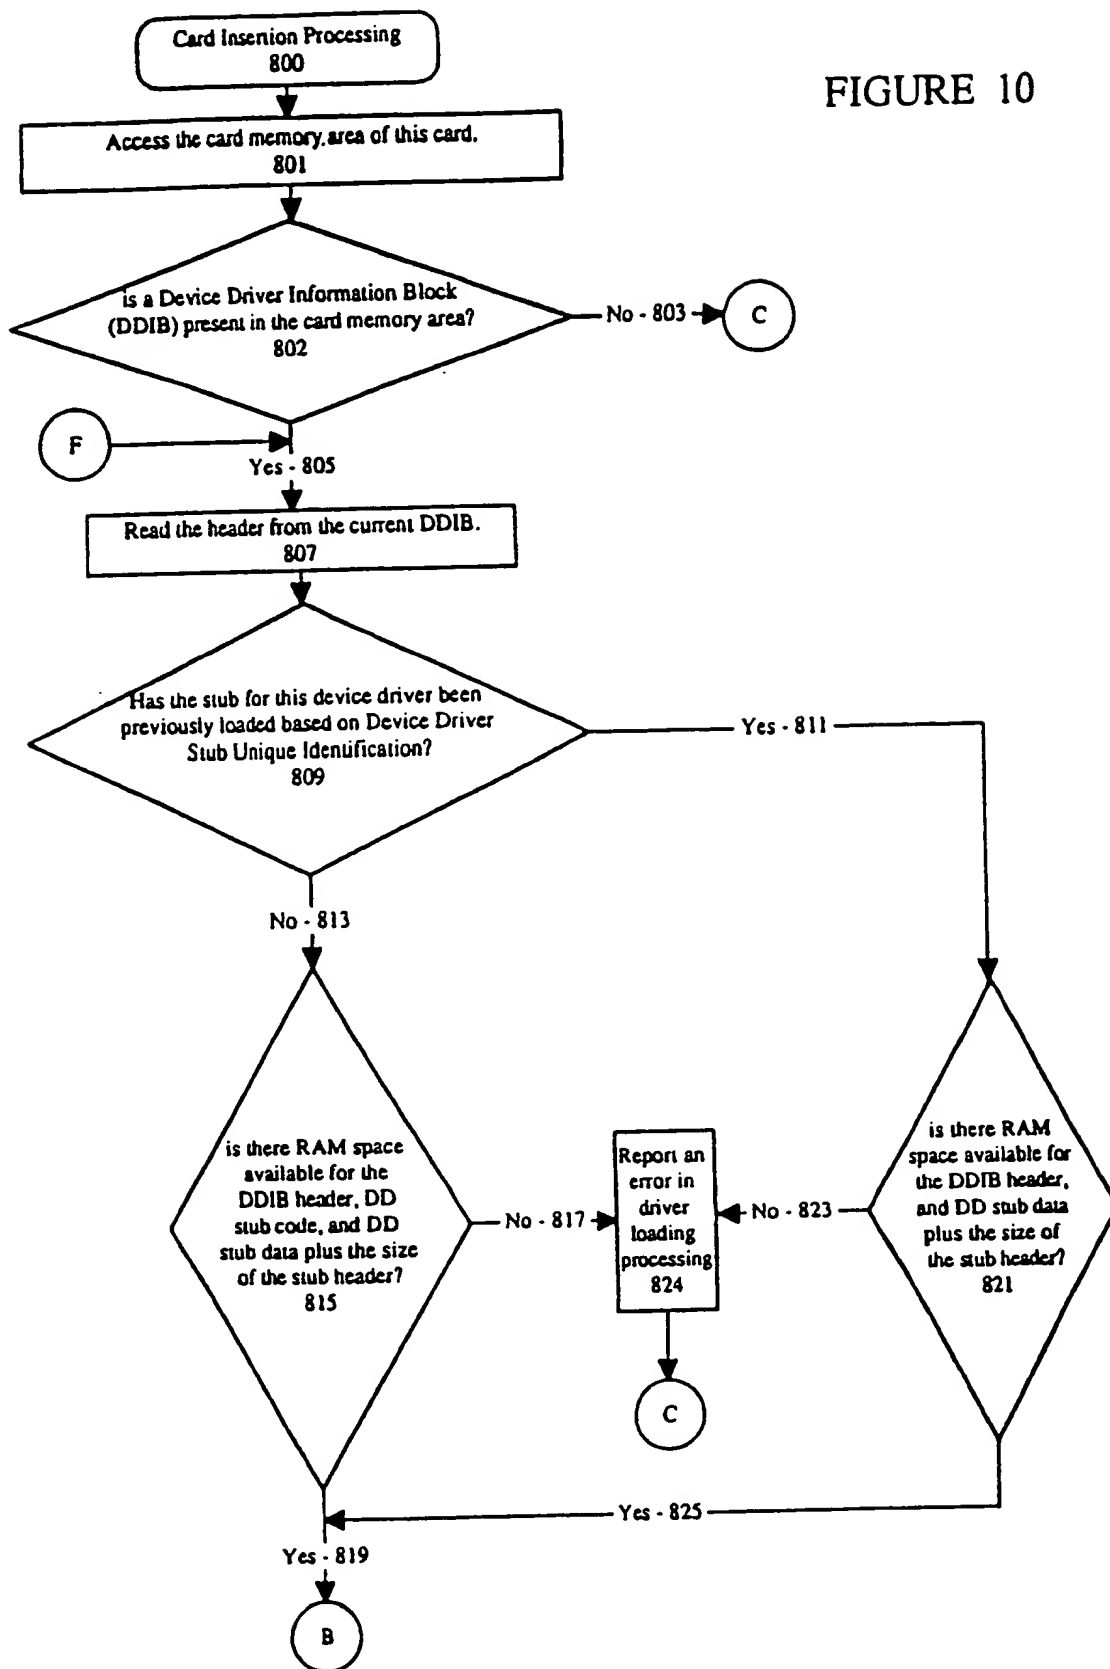 Card Insertion Processing
800
FIGURE 10
Access the card memory.area of this card.
801
is a Device Driver Information Block
(DDIB) present in the card memory area?
802
No - 803
C
F
Yes - 805
Read the header from the current DDIB.
807
Has the stub for this device driver been
previously loaded based on Device Driver
Stub Unique Identification?
809
Yes - 811
No - 813
is there RAM space
available for the
DDIB header, DD
stub code, and DD
stub data plus the size
of the stub header?
815
No - 817
Report an
error in
driver
loading
processing
824
No - 823
is there RAM
space available for
the DDIB header,
and DD stub data
plus the size of
the stub header?
821
C
Yes - 825
Yes - 819
B